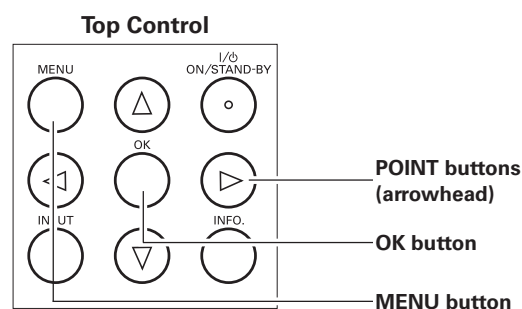 Top Control
I/⏻
MENU
ON/STAND-BY
OK
POINT buttons
(arrowhead)
INPUT
INFO.
OK button
MENU button